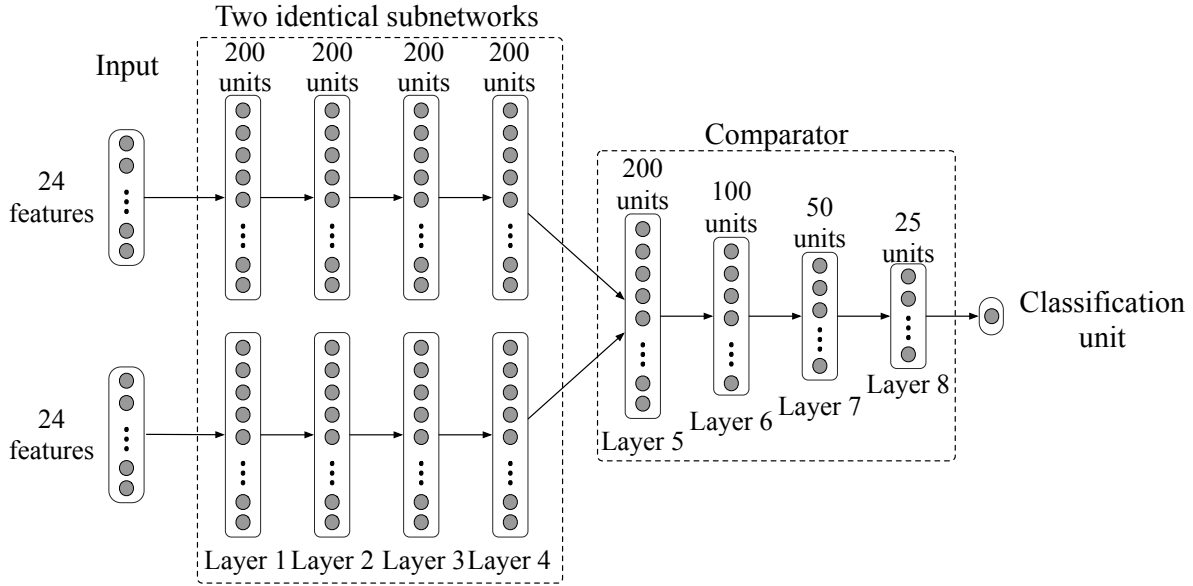 Two identical subnetworks
Input
200
units
200
units
200
units
200
units
24
features
24
features
Layer 1
Layer 2
Layer 3
Layer 4
Comparator
200
units
100
units
50
units
25
units
Layer 5
Layer 6
Layer 7
Layer 8
Classification
unit